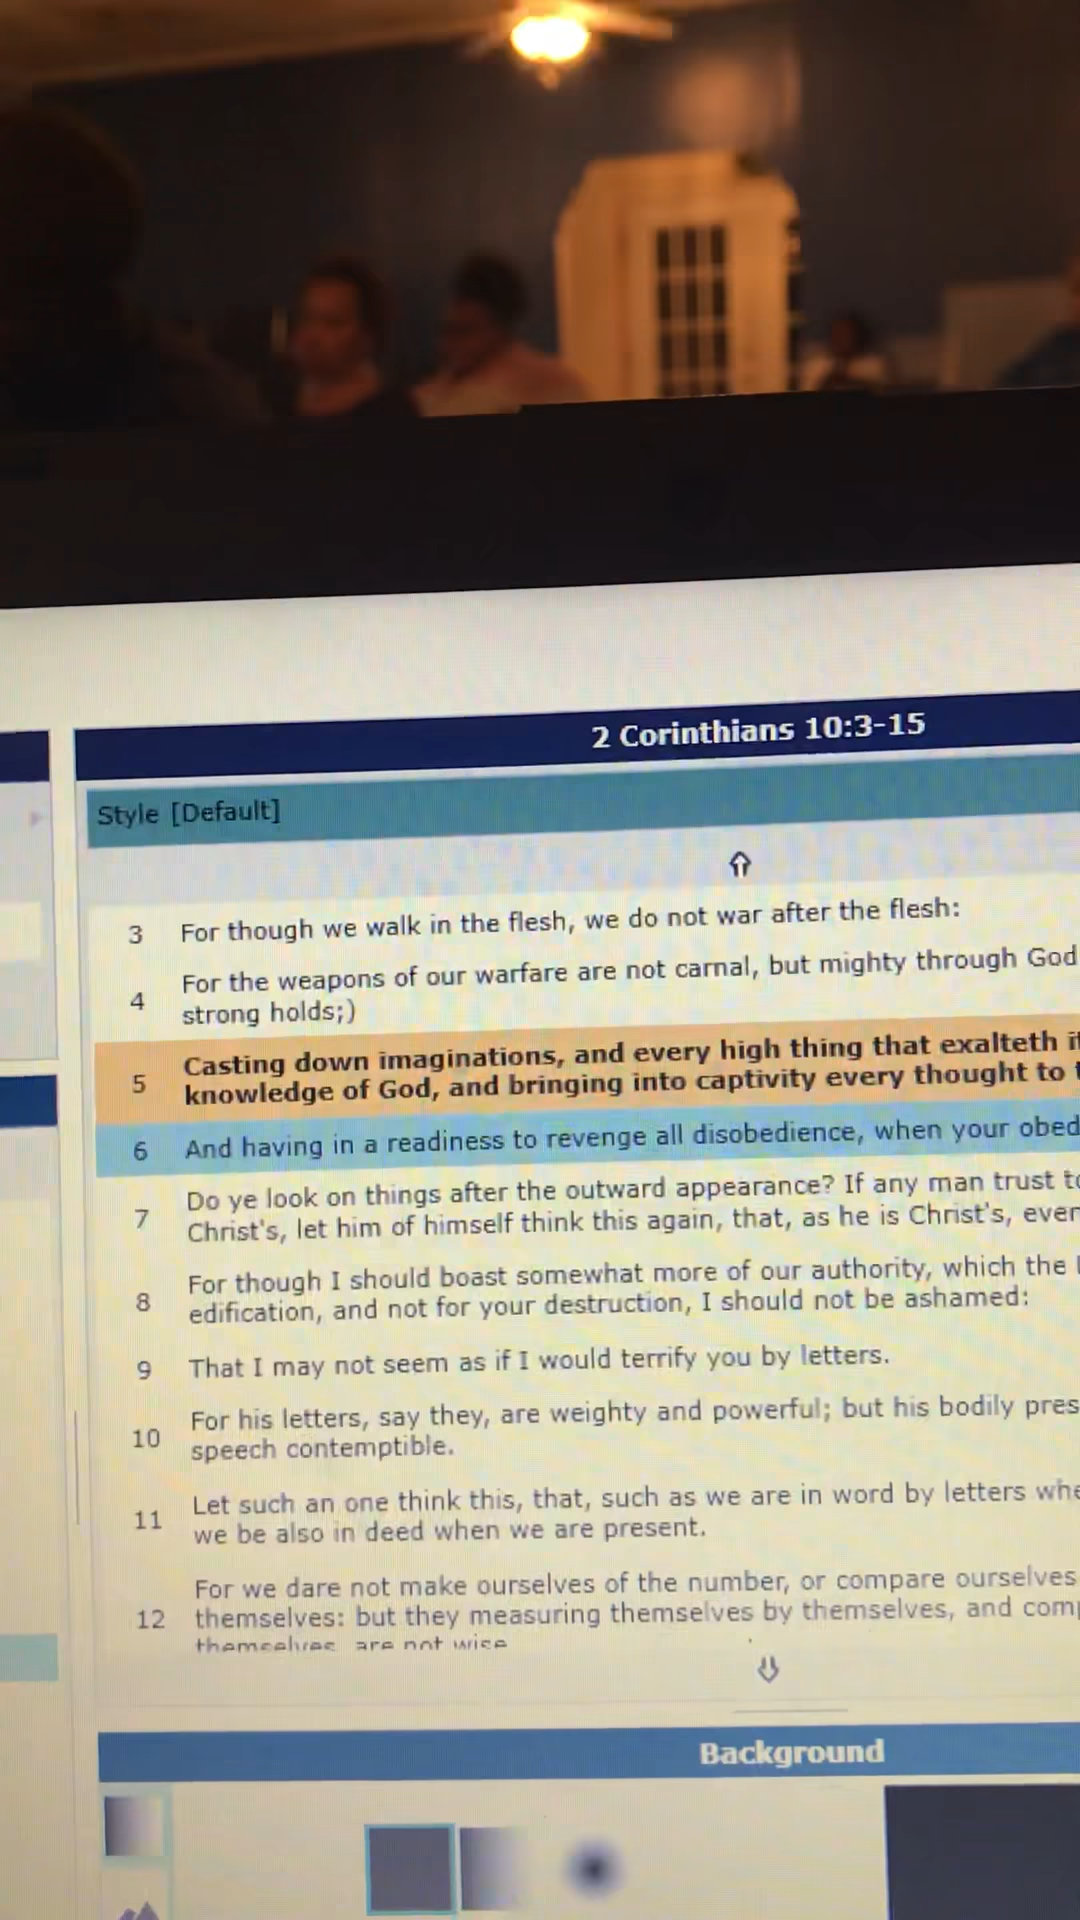 2 Corinthians 10:3-15
Style [Default]
3 For though we walk in the flesh, we do not war after the flesh:
4 For the weapons of our warfare are not carnal, but mighty through God
strong holds;)
5 Casting down imaginations, and every high thing that exalteth
knowledge of God, and bringing into captivity every thought to
6 And having in a readiness to revenge all disobedience, when your obed
7 Do ye look on things after the outward appearance? If any man trust
Christ's, let him of himself think this again, that, as he is Christ's, ever
8 For though I should boast somewhat more of our authority, which the
edification, and not for your destruction, I should not be ashamed:
9 That I may not seem as if I would terrify you by letters.
10 For his letters, say they, are weighty and powerful; but his bodily pres
speech contemptible.
11 Let such an one think this, that, such as we are in word by letters whe
we be also in deed when we are present.
12 For we dare not make ourselves of the number, or compare ourselves
themselves: but they measuring themselves by themselves, and com
themselves, are not wise
Background